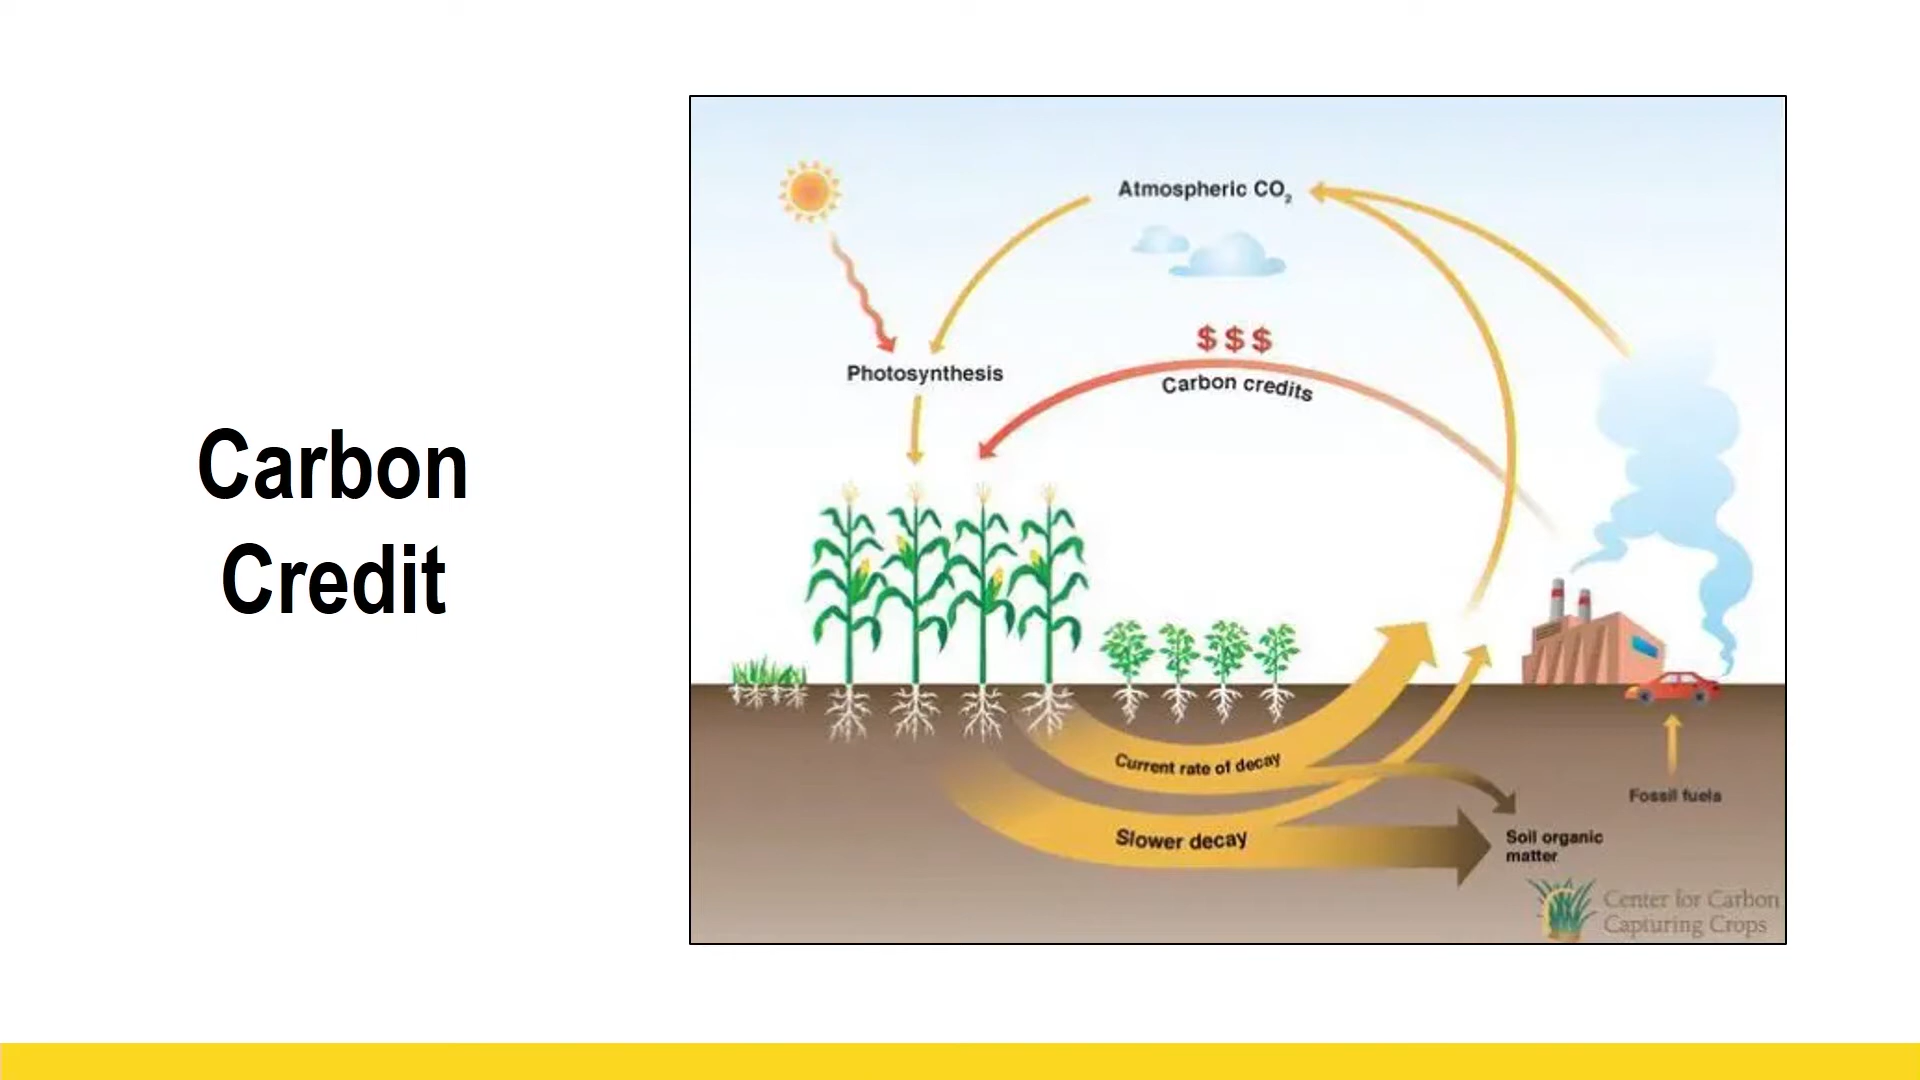 Carbon
Credit
Atmospheric CO₂
$ $ $
Carbon credits
Photosynthesis
Current rate of decay
Slower decay
Fossil fuels
Soil organic
matter
Center for Carbon
Capturing Crops